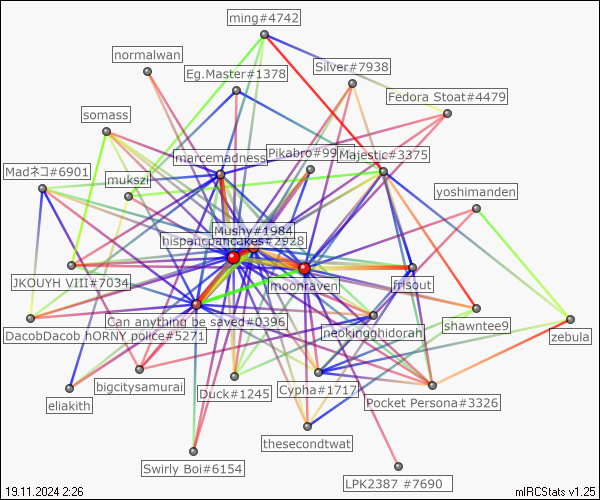 ming#4742
normalwan
Eg.Master#1378
Silver#7938
Fedora Stoat#4479
somass
marcemadness
Pikabro#99
Majestic#3375
Madネコ#6901
mukszi
yoshimanden
Mushy#1984
hispancpancakes#2928
JKOUYH VIII#7034
moonraven
frisout
Can anything be saved#0396
neokingghidorah
shawntee9
DacobDacob hORNY police#5271
zebula
bigcitysamurai
Duck#1245
Cypha#1717
eliakith
Pocket Persona#3326
thesecondtwat
Swirly Boi#6154
LPK2387 #7690
19.11.2024 2:26
mIRCStats v1.25